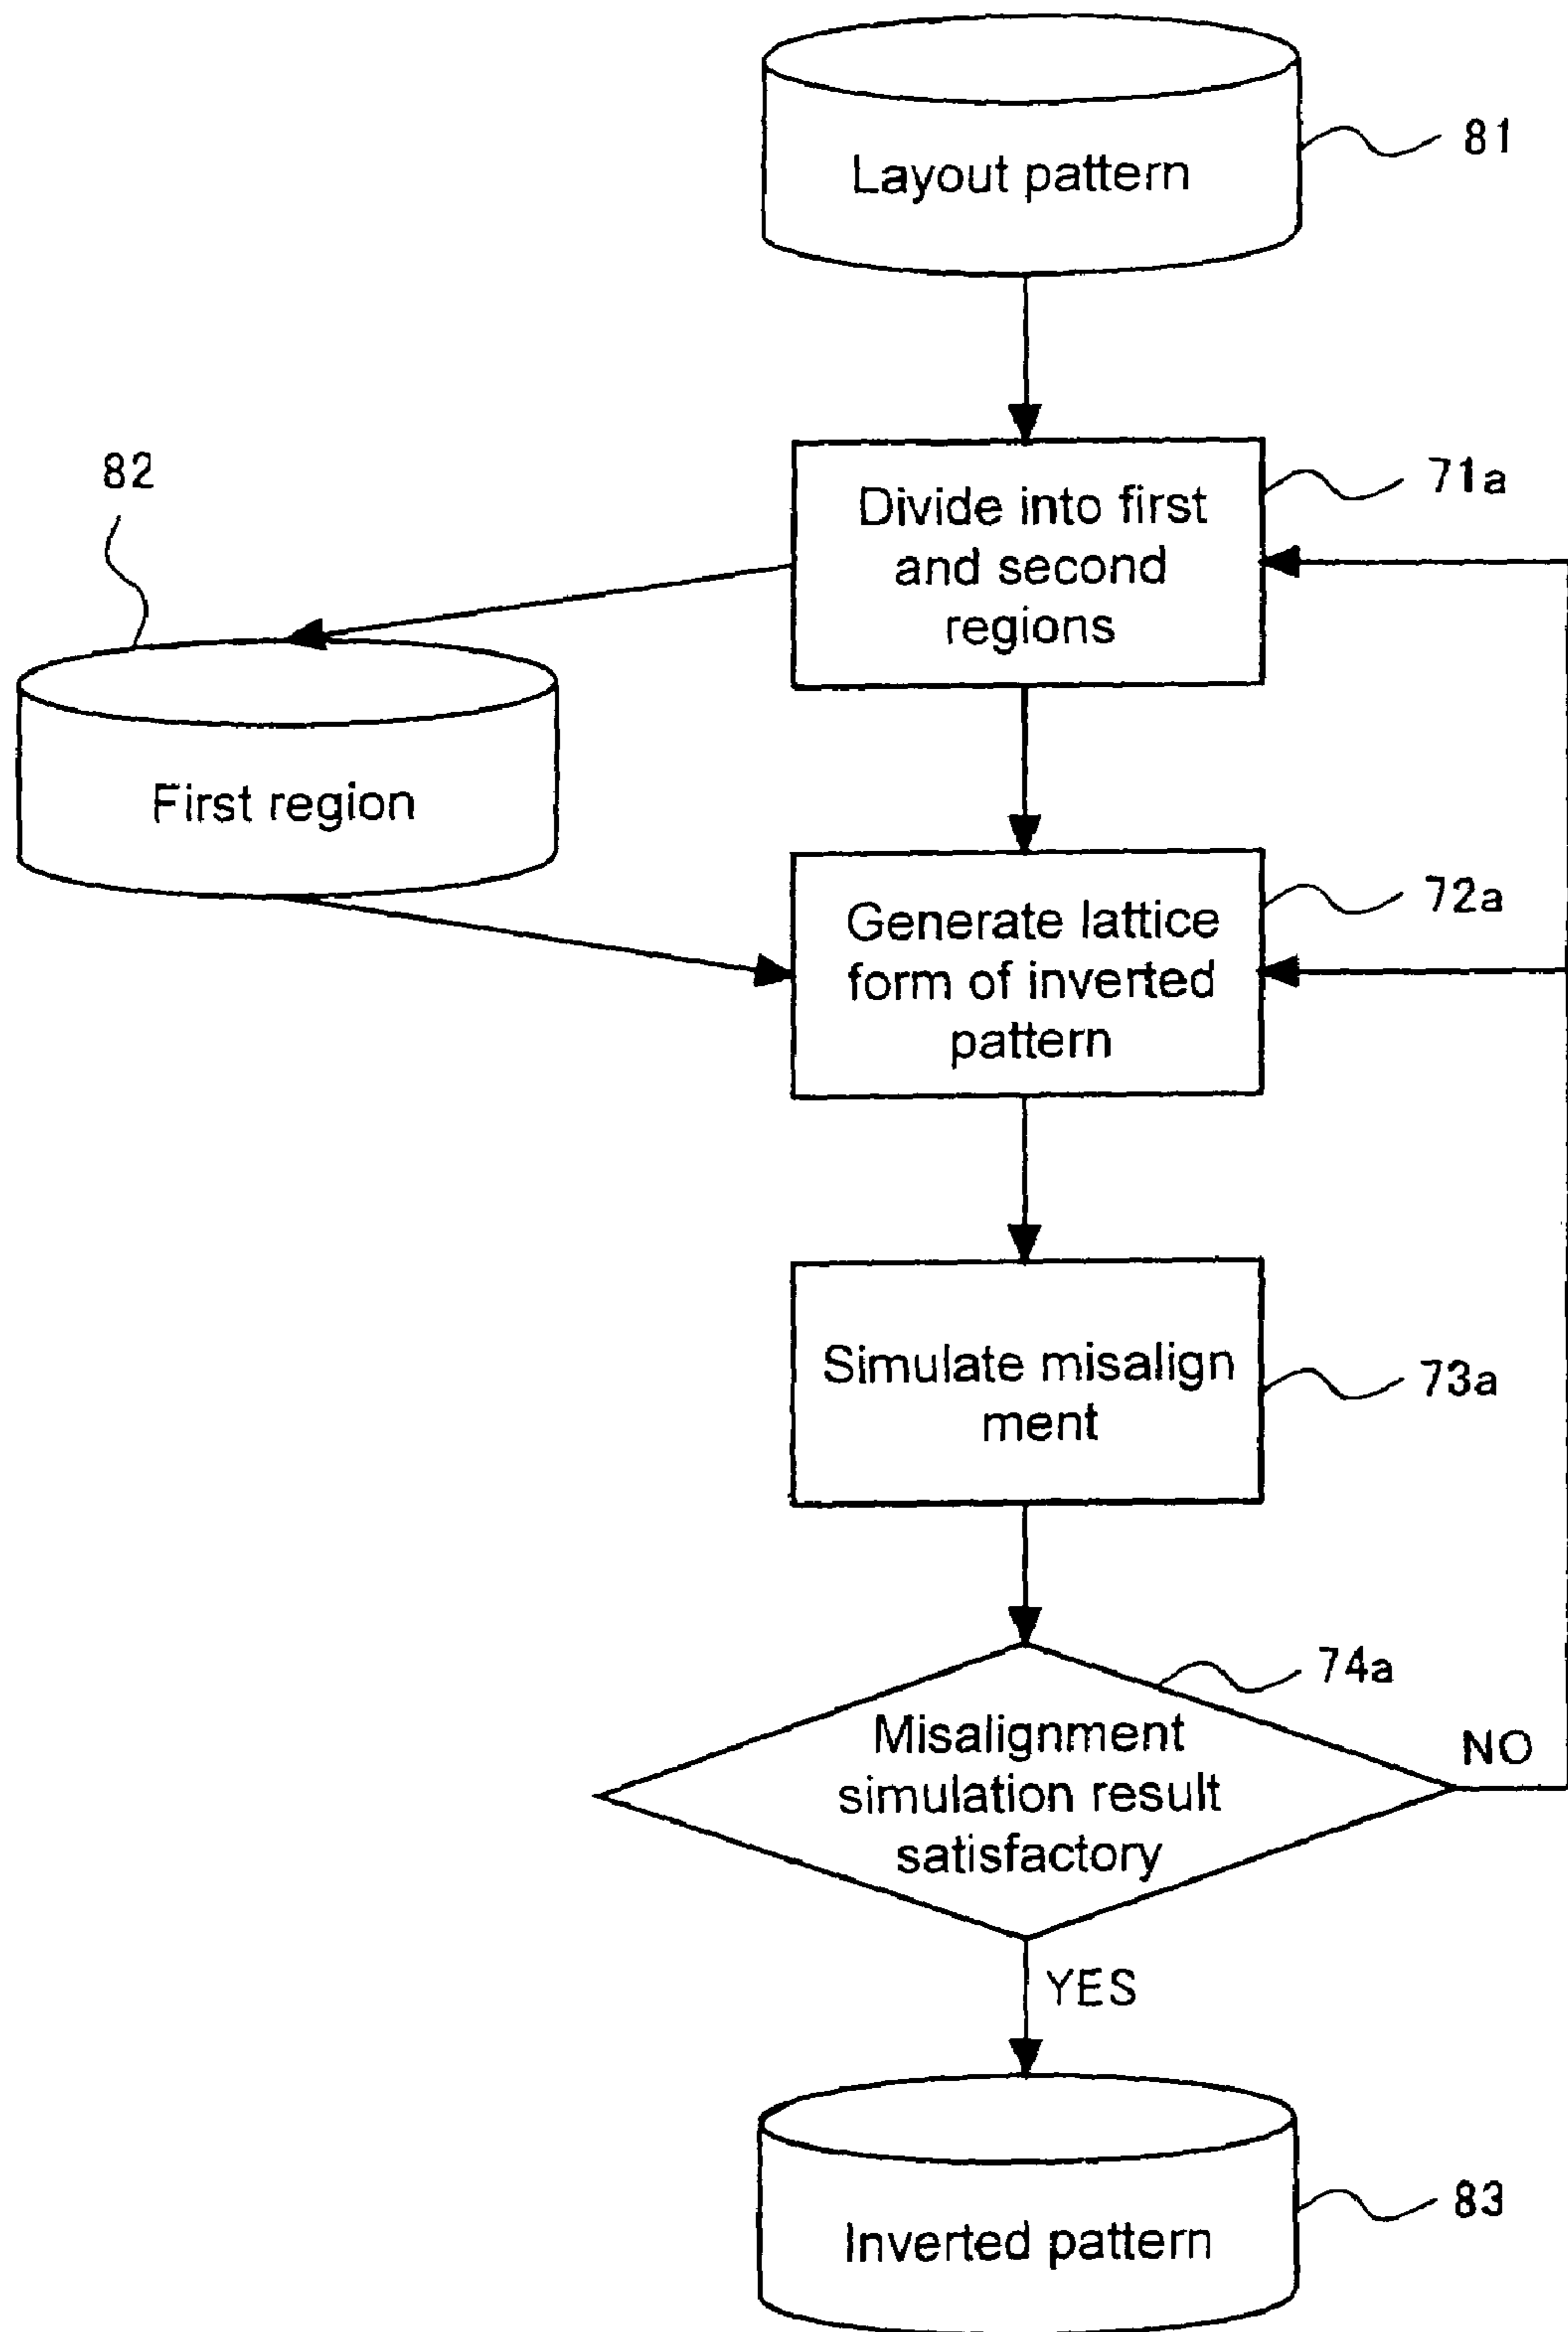 Layout pattern
81
Divide into first
and second
regions
71a
82
First region
Generate lattice
form of inverted
pattern
72a
Simulate misalign
ment
73a
74a
Misalignment
simulation result
satisfactory
NO
YES
Inverted pattern
83